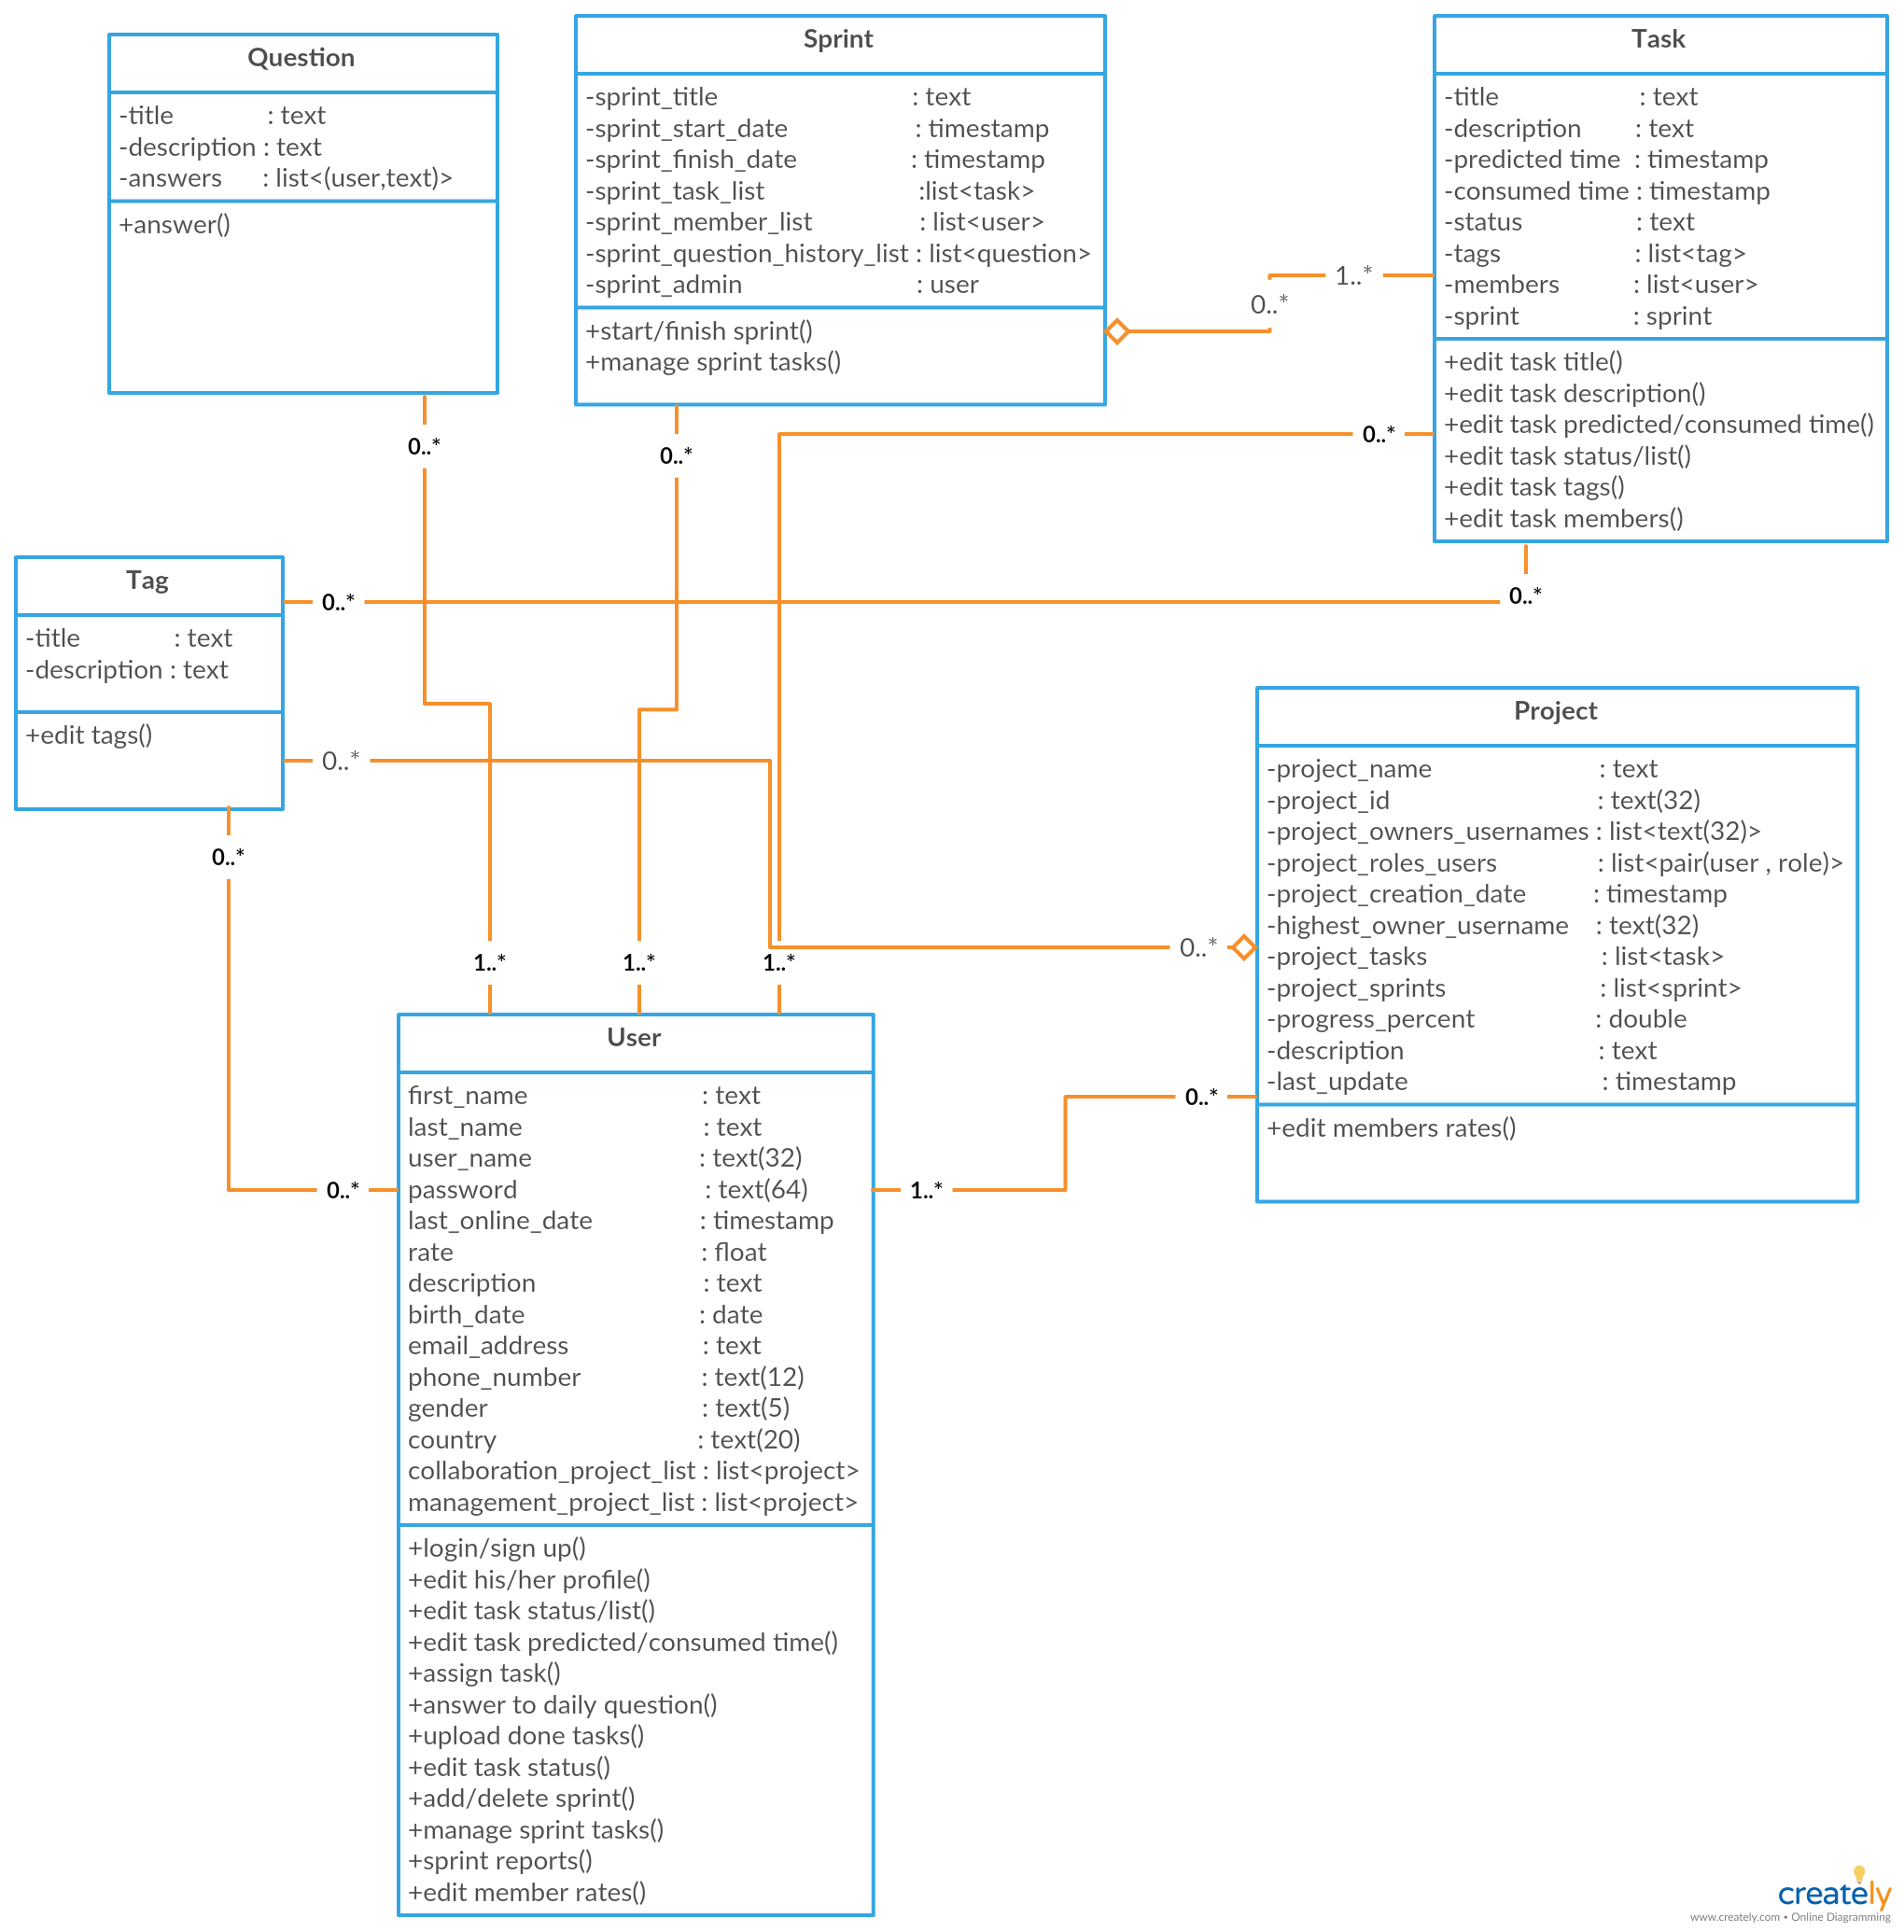 Question
-title : text
-description : text
-answers : list<(user,text)>
+answer()
Sprint
-sprint_title : text
-sprint_start_date : timestamp
-sprint_finish_date : timestamp
-sprint_task_list :list<task>
-sprint_member_list : list<user>
-sprint_question_history_list : list<question>
-sprint_admin : user
+start/finish sprint()
+manage sprint tasks()
Task
-title : text
-description : text
-predicted time : timestamp
-consumed time : timestamp
-status : text
-tags : list<tag>
-members : list<user>
-sprint : sprint
+edit task title()
+edit task description()
+edit task predicted/consumed time()
+edit task status/list()
+edit task tags()
+edit task members()
1..*
0..*
0..*
0..*
0..*
Tag
-title : text
-description : text
+edit tags()
0..*
0..*
0..*
0..*
0..*
1..*
1..*
1..*
0..*
Project
-project_name : text
-project_id : text(32)
-project_owners_usernames : list<text(32)>
-project_roles_users : list<pair(user , role)>
-project_creation_date : timestamp
-highest_owner_username : text(32)
-project_tasks : list<task>
-project_sprints : list<sprint>
-progress_percent : double
-description : text
-last_update : timestamp
+edit members rates()
0..*
1..*
User
first_name : text
last_name : text
user_name : text(32)
password : text(64)
last_online_date : timestamp
rate : float
description : text
birth_date : date
email_address : text
phone_number : text(12)
gender : text(5)
country : text(20)
collaboration_project_list : list<project>
management_project_list : list<project>
+login/sign up()
+edit his/her profile()
+edit task status/list()
+edit task predicted/consumed time()
+assign task()
+answer to daily question()
+upload done tasks()
+edit task status()
+add/delete sprint()
+manage sprint tasks()
+sprint reports()
+edit member rates()
creately
www.creately.com • Online Diagramming